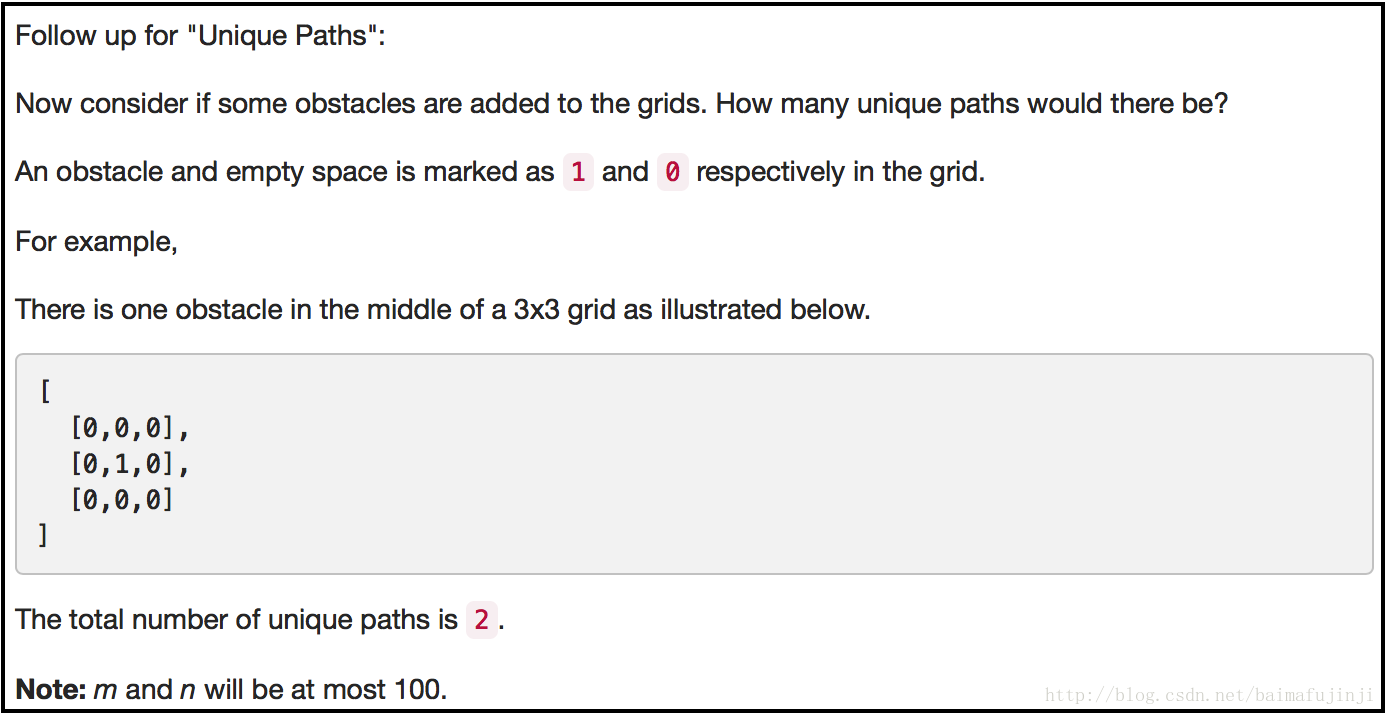 Follow up for "Unique Paths":
Now consider if some obstacles are added to the grids. How many unique paths would there be?
An obstacle and empty space is marked as 1 and 0 respectively in the grid.
For example,
There is one obstacle in the middle of a 3x3 grid as illustrated below.
[
  [0,0,0],
  [0,1,0],
  [0,0,0]
]
The total number of unique paths is 2.
Note: m and n will be at most 100.
http://blog.csdn.net/baimafujinji